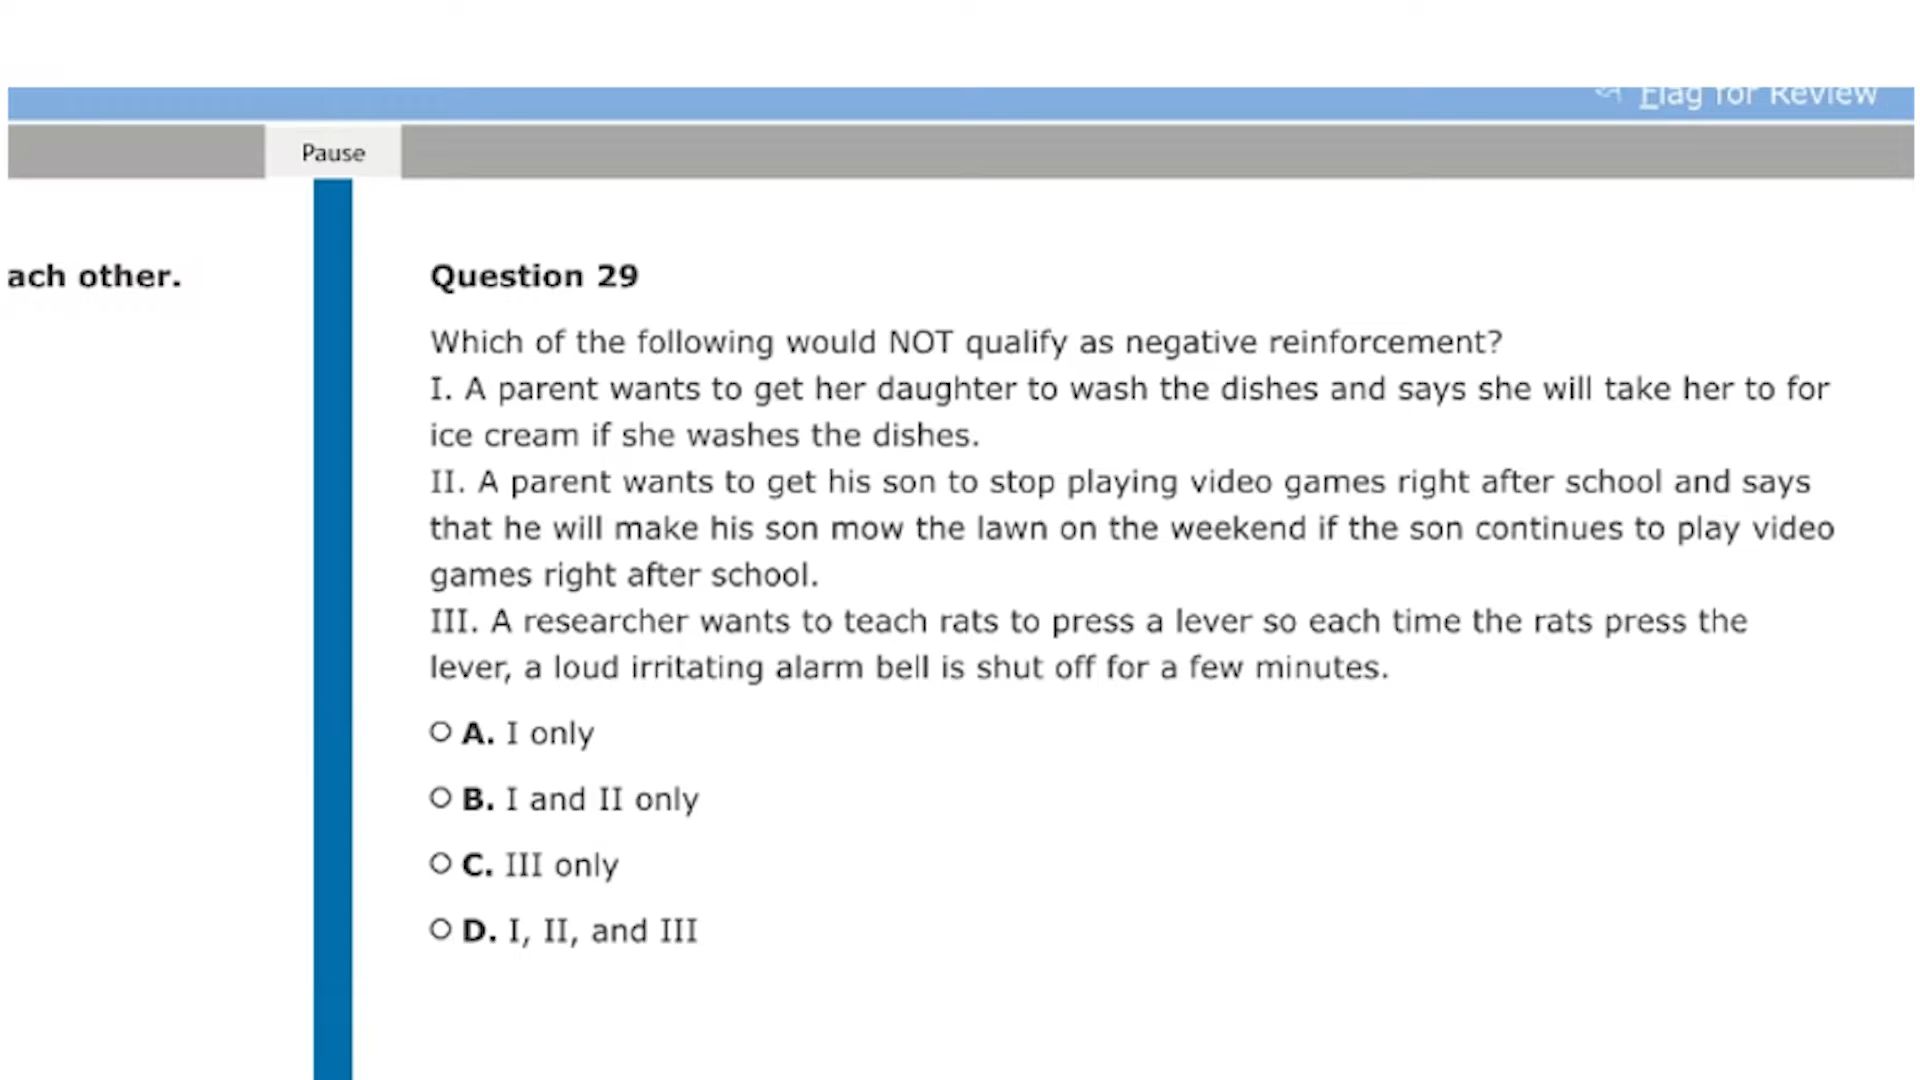 Flag for Review
Pause
ach other.
Question 29
Which of the following would NOT qualify as negative reinforcement?
I. A parent wants to get her daughter to wash the dishes and says she will take her to for
ice cream if she washes the dishes.
II. A parent wants to get his son to stop playing video games right after school and says
that he will make his son mow the lawn on the weekend if the son continues to play video
games right after school.
III. A researcher wants to teach rats to press a lever so each time the rats press the
lever, a loud irritating alarm bell is shut off for a few minutes.
A. I only
B. I and II only
C. III only
D. I, II, and III